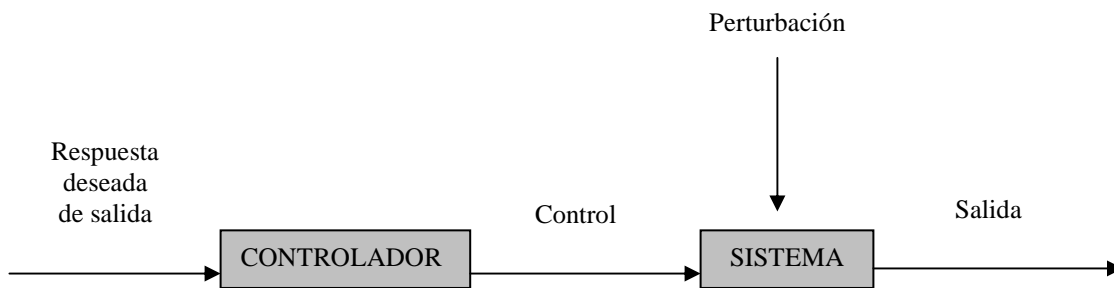 Perturbación
Respuesta
deseada
de salida
Control
Salida
CONTROLADOR
SISTEMA